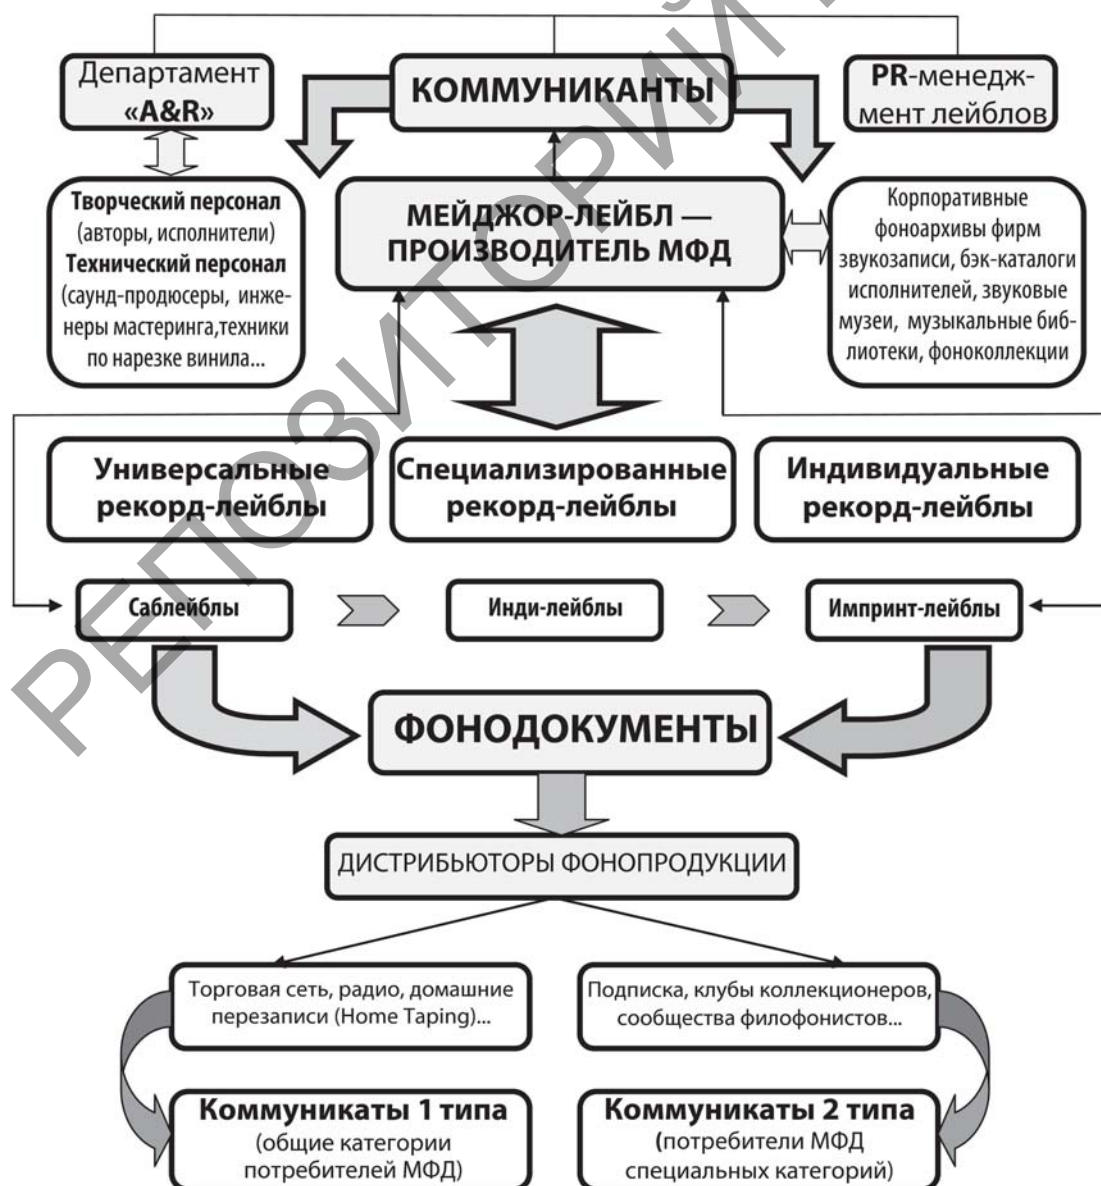 Департамент
«A&R»
КОММУНИКАНТЫ
PR-менедж-
мент лейблов
Творческий персонал
(авторы, исполнители)
Технический персонал
(саунд-продюсеры, инже-
неры мастеринга,техники
по нарезке винила...
МЕЙДЖОР-ЛЕЙБЛ —
ПРОИЗВОДИТЕЛЬ МФД
Корпоративные
фоноархивы фирм
звукозаписи, бэк-каталоги
исполнителей, звуковые
музеи, музыкальные биб-
лиотеки, фоноколлекции
Универсальные
рекорд-лейблы
Специализированные
рекорд-лейблы
Индивидуальные
рекорд-лейблы
Саблейблы
Инди-лейблы
Импринт-лейблы
ФОНОДОКУМЕНТЫ
ДИСТРИБЬЮТОРЫ ФОНОПРОДУКЦИИ
Торговая сеть, радио, домашние
перезаписи (Home Taping)...
Подписка, клубы коллекционеров,
сообщества филофонистов...
Коммуникаты 1 типа
(общие категории
потребителей МФД)
Коммуникаты 2 типа
(потребители МФД
специальных категорий)
РЕПОЗИТОРИЙ